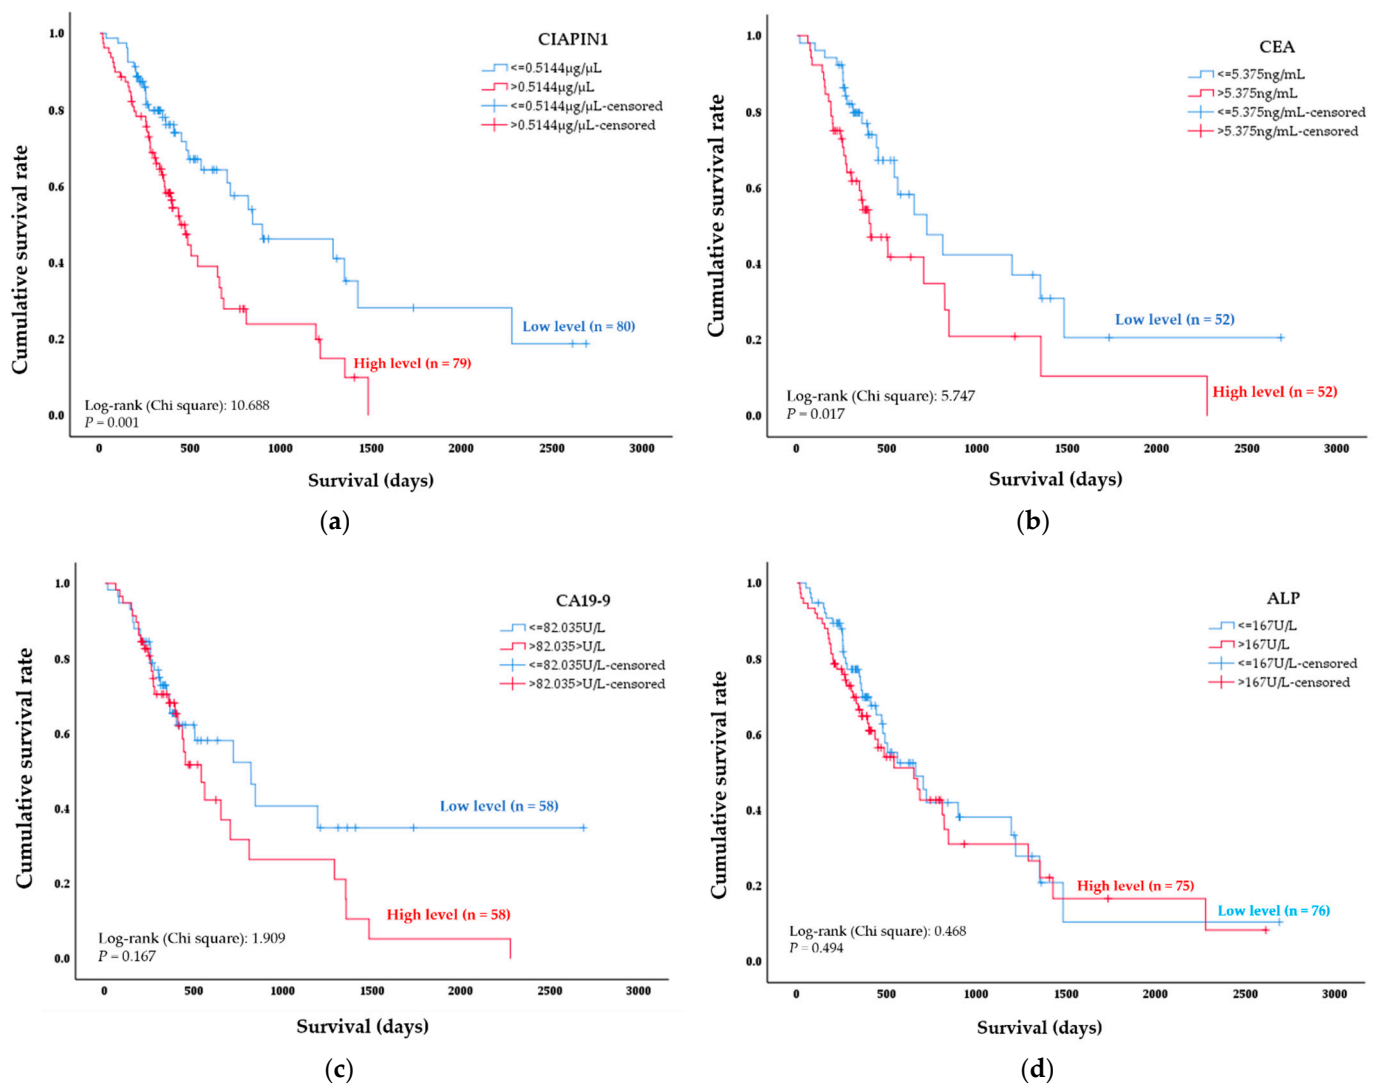 CIAPIN1
<=0.5144μg/μL
>0.5144μg/μL
<=0.5144μg/μL-censored
>0.5144μg/μL-censored
Cumulative survival rate
1.0
0.8
0.6
0.4
0.2
0.0
Low level (n = 80)
High level (n = 79)
Log-rank (Chi square): 10.688
P = 0.001
0 500 1000 1500 2000 2500 3000
Survival (days)
(a)
CEA
<=5.375ng/mL
>5.375ng/mL
<=5.375ng/mL-censored
>5.375ng/mL-censored
Cumulative survival rate
1.0
0.8
0.6
0.4
0.2
0.0
Low level (n = 52)
High level (n = 52)
Log-rank (Chi square): 5.747
P = 0.017
0 500 1000 1500 2000 2500 3000
Survival (days)
(b)
CA19-9
<=82.035U/L
>82.035>U/L
<=82.035U/L-censored
>82.035>U/L-censored
Cumulative survival rate
1.0
0.8
0.6
0.4
0.2
0.0
Low level (n = 58)
High level (n = 58)
Log-rank (Chi square): 1.909
P = 0.167
0 500 1000 1500 2000 2500 3000
Survival (days)
(c)
ALP
<=167U/L
>167U/L
<=167U/L-censored
>167U/L-censored
Cumulative survival rate
1.0
0.8
0.6
0.4
0.2
0.0
High level (n = 75)
Low level (n = 76)
Log-rank (Chi square): 0.468
P = 0.494
0 500 1000 1500 2000 2500 3000
Survival (days)
(d)